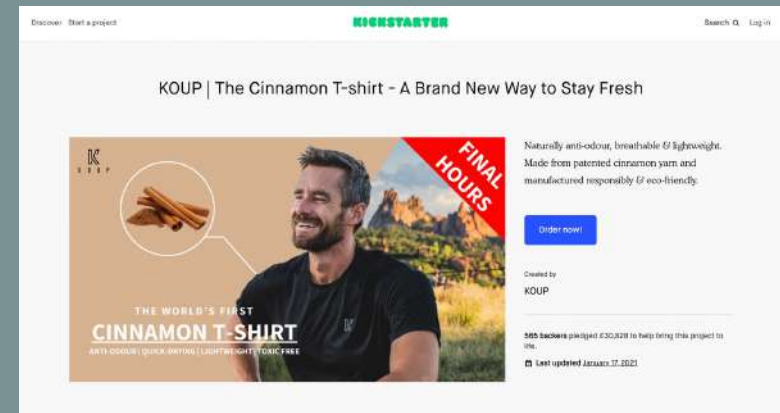 Discover Start a project
KICKSTARTER
Search Log in
KOUP | The Cinnamon T-shirt - A Brand New Way to Stay Fresh
K
KOUP
FINAL
HOURS
THE WORLD'S FIRST
CINNAMON T-SHIRT
ANTI-ODOUR | QUICK-DRYING | LIGHTWEIGHT | TOXIC FREE
Naturally anti-odour, breathable & lightweight.
Made from patented cinnamon yarn and
manufactured responsibly & eco-friendly.
Order now!
Created by
KOUP
565 backers pledged £30,828 to help bring this project to
life.
Last updated January 17, 2021